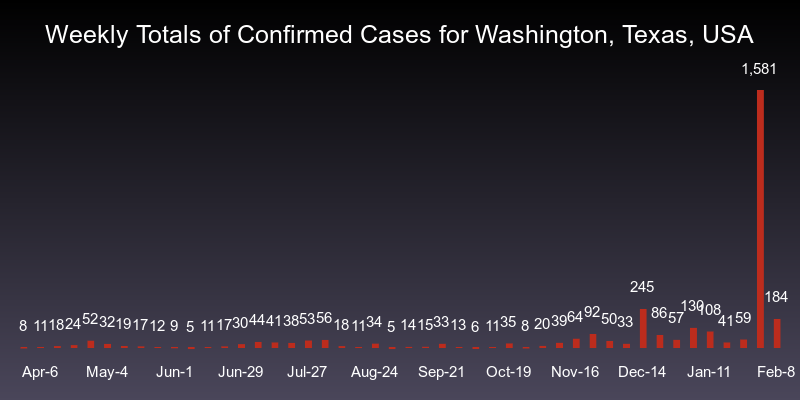 Weekly Totals of Confirmed Cases for Washington, Texas, USA
1,581
245
184
8 11 18 24 52 32 19 17 12 9 5 11 17 30 44 41 38 53 56 18 11 34 5 14 15 33 13 6 11 35 8 20 39 64 92 50 33 86 57 130 108 41 59
Apr-6 May-4 Jun-1 Jun-29 Jul-27 Aug-24 Sep-21 Oct-19 Nov-16 Dec-14 Jan-11 Feb-8